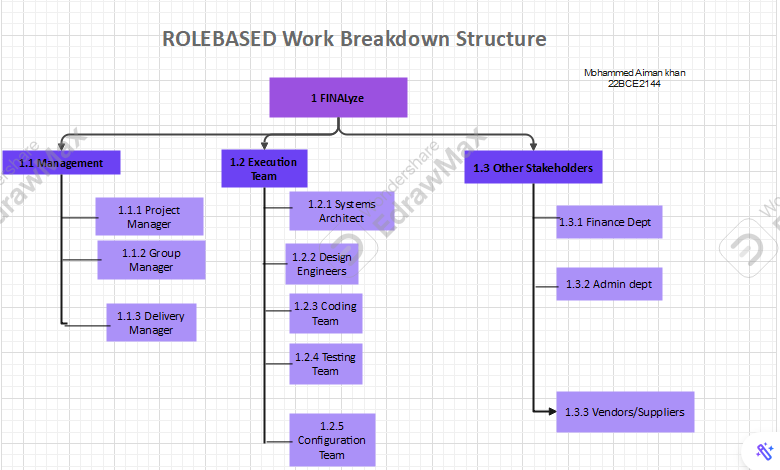 ROLEBASED Work Breakdown Structure
Mohammed Aiman khan
22BCE2144
1 FINALyze
1.1 Management
1.1.1 Project
Manager
1.1.2 Group
Manager
1.1.3 Delivery
Manager
1.2 Execution
Team
1.2.1 Systems
Architect
1.2.2 Design
Engineers
1.2.3 Coding
Team
1.2.4 Testing
Team
1.2.5
Configuration
Team
1.3 Other Stakeholders
1.3.1 Finance Dept
1.3.2 Admin dept
1.3.3 Vendors/Suppliers
Wondershare
EdrawMax